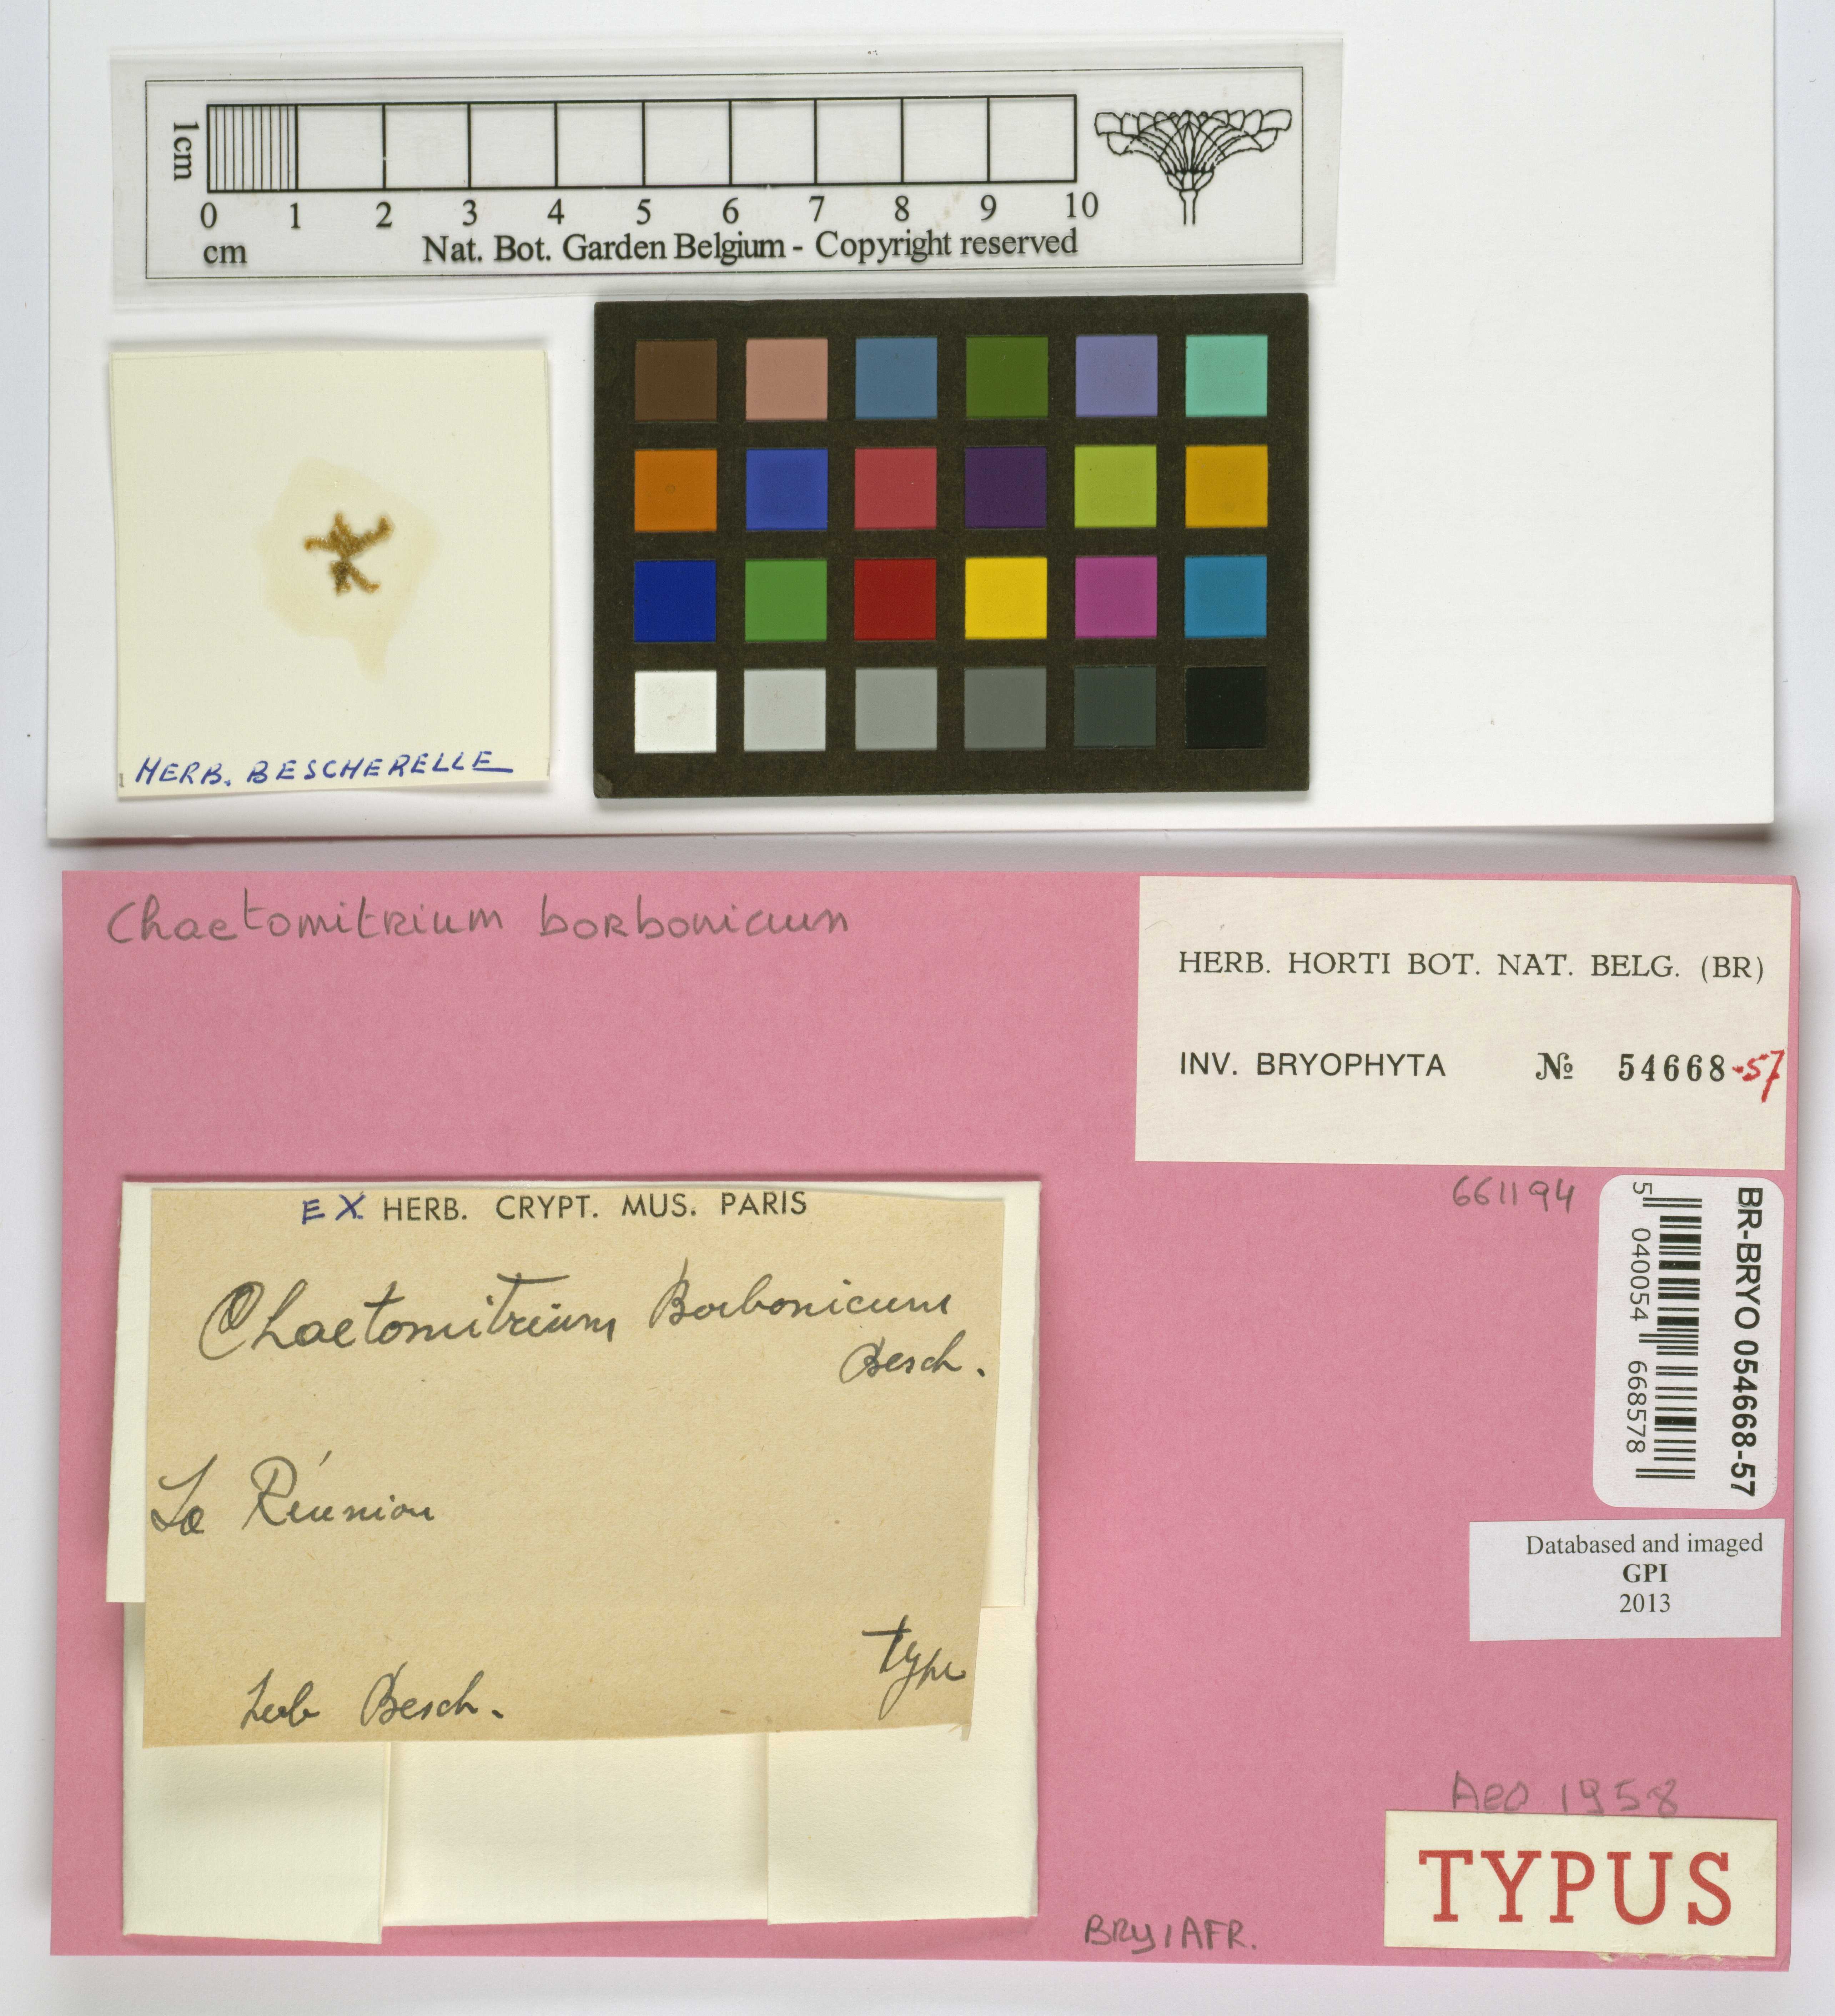 1cm
0 1 2 3 4 5 6 7 8 9 10
cm
Nat. Bot. Garden Belgium - Copyright reserved
HERB. BESCHERELLE
Chaetomitrium borbonicum
HERB. HORTI BOT. NAT. BELG. (BR)
INV. BRYOPHYTA № 54668-57
661194
BR-BRYO 054668-57
5 040054 668578
Databased and imaged
GPI
2013
EX HERB. CRYPT. MUS. PARIS
Chaetomitrium Borbonicum
Besch.
La Réunion
type
herb Besch.
1958
TYPUS
BRY/AFR.